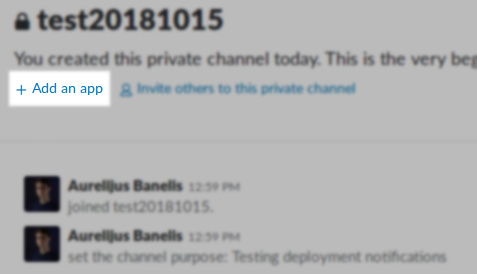 test20181015
You created this private channel today. This is the very beg
+ Add an app Invite others to this private channel
Aurelijus Banelis 12:59 PM
joined test20181015.
Aurelijus Banelis 12:59 PM
set the channel purpose: Testing deployment notifications